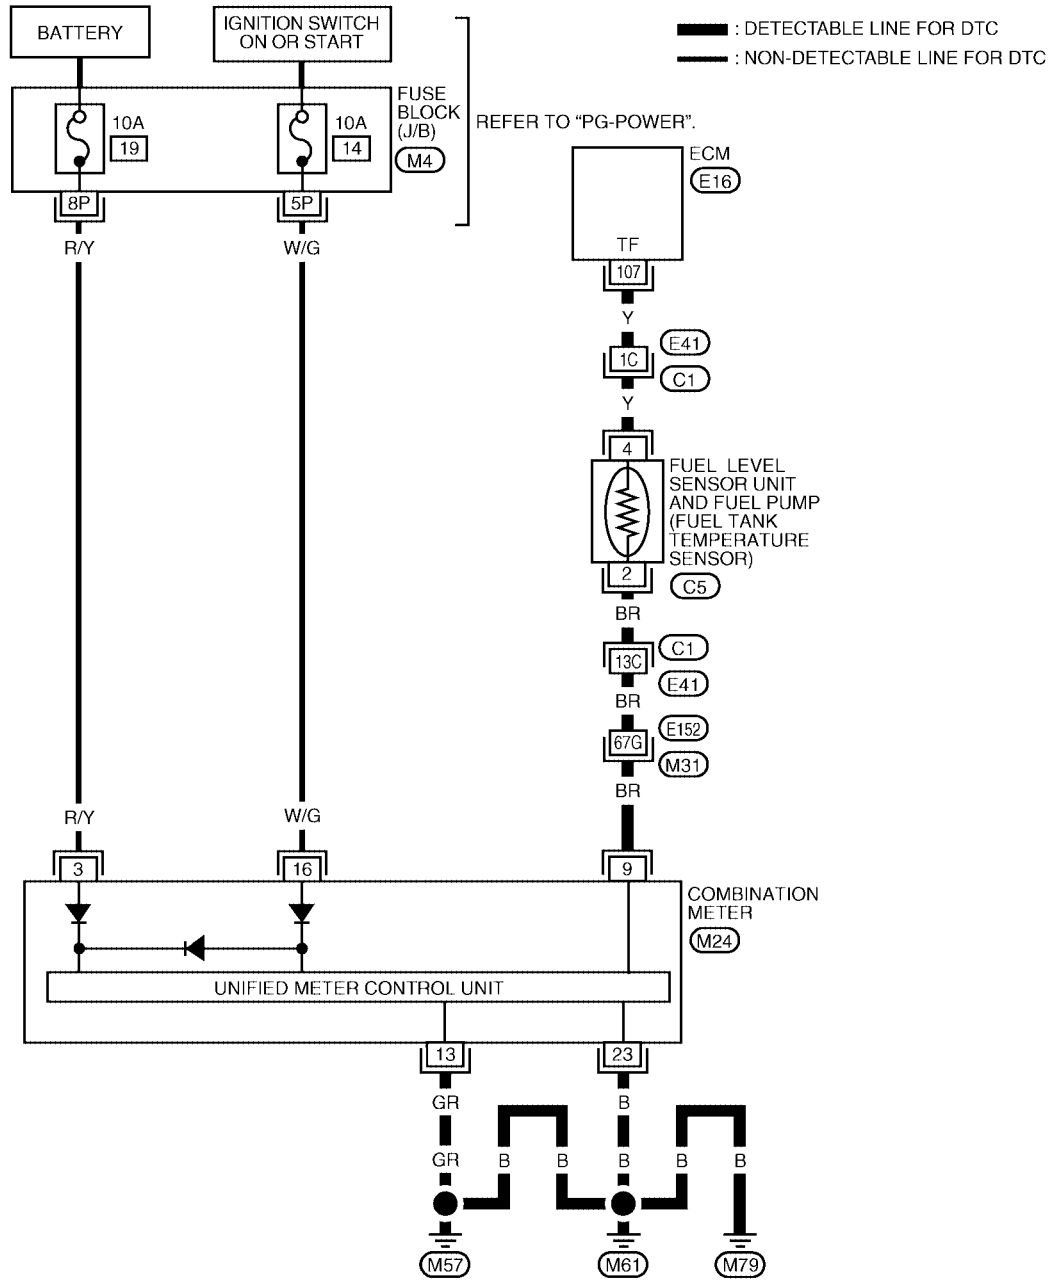 BATTERY
IGNITION SWITCH
ON OR START
: DETECTABLE LINE FOR DTC
: NON-DETECTABLE LINE FOR DTC
FUSE
BLOCK
(J/B)
M4
10A
19
10A
14
REFER TO “PG-POWER”.
8P
5P
R/Y
W/G
ECM
E16
TF
107
Y
1C
E41
C1
Y
4
FUEL LEVEL
SENSOR UNIT
AND FUEL PUMP
(FUEL TANK
TEMPERATURE
SENSOR)
2
C5
BR
C1
13C
E41
BR
E152
67G
M31
BR
R/Y
W/G
3
16
9
COMBINATION
METER
M24
UNIFIED METER CONTROL UNIT
13
23
GR
B
GR
B
B
B
B
B
M57
M61
M79